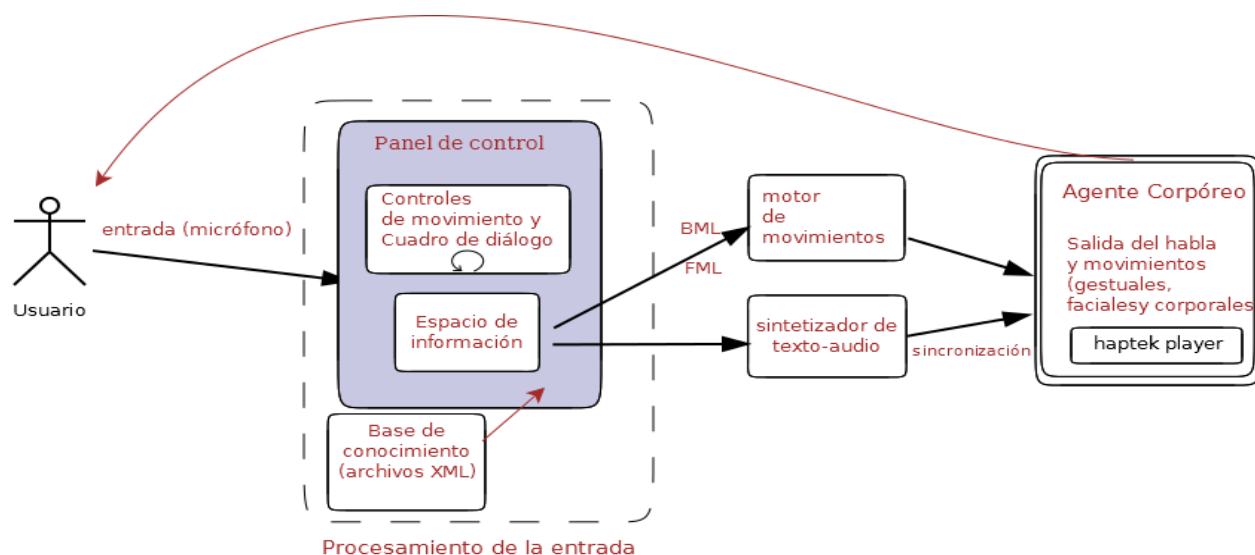 Panel de control
Controles
de movimiento y
Cuadro de diálogo
entrada (micrófono)
Usuario
Espacio de
información
Base de
conocimiento
(archivos XML)
Procesamiento de la entrada
BML
FML
motor
de
movimientos
sintetizador de
texto-audio
sincronización
Agente Corpóreo
Salida del habla
y movimientos
(gestuales,
facialesy corporales
haptek player